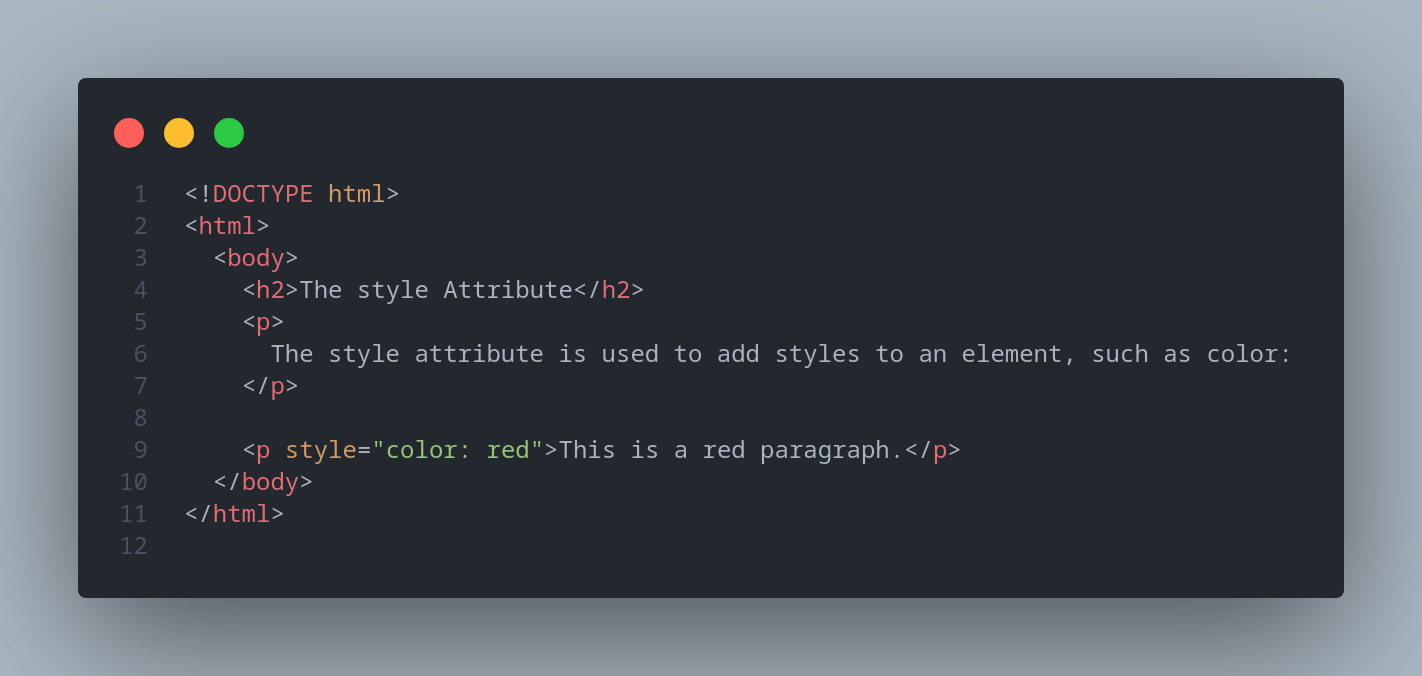 1 <!DOCTYPE html>
2 <html>
3   <body>
4     <h2>The style Attribute</h2>
5     <p>
6       The style attribute is used to add styles to an element, such as color:
7     </p>
8
9     <p style="color: red">This is a red paragraph.</p>
10   </body>
11 </html>
12